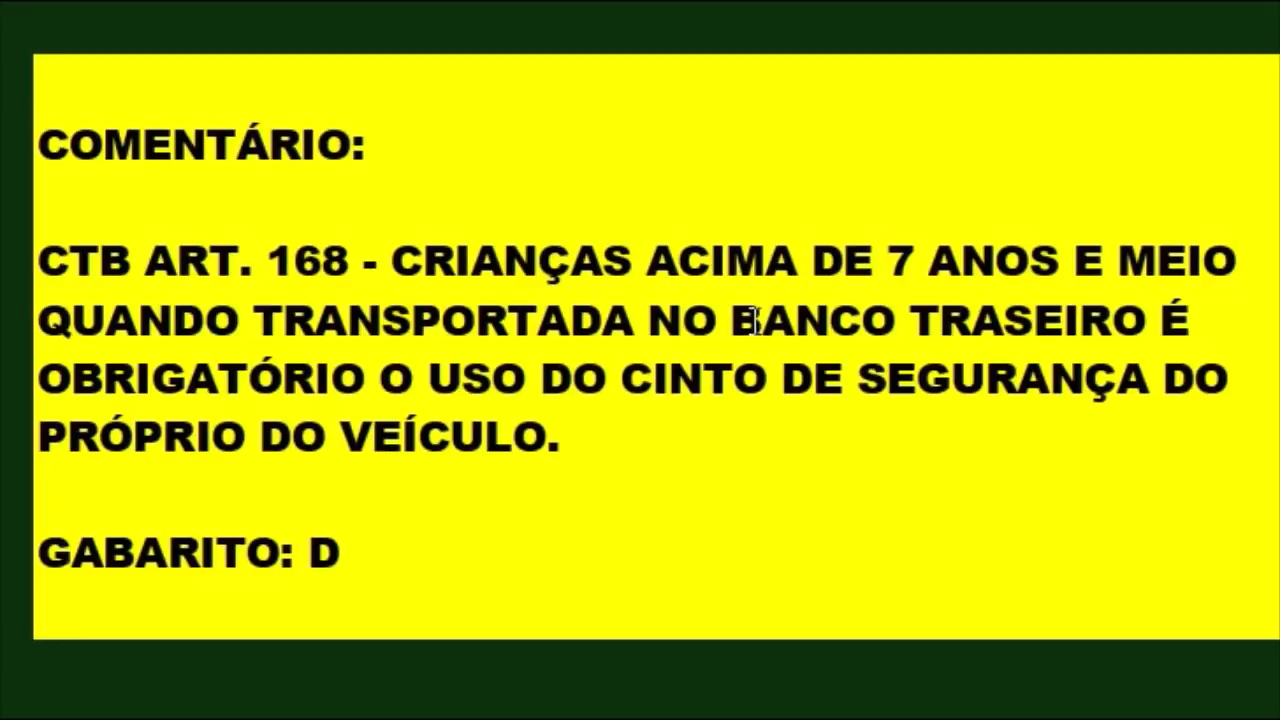 COMENTÁRIO:
CTB ART. 168 - CRIANÇAS ACIMA DE 7 ANOS E MEIO
QUANDO TRANSPORTADA NO BANCO TRASEIRO É
OBRIGATÓRIO O USO DO CINTO DE SEGURANÇA DO
PRÓPRIO DO VEÍCULO.
GABARITO: D